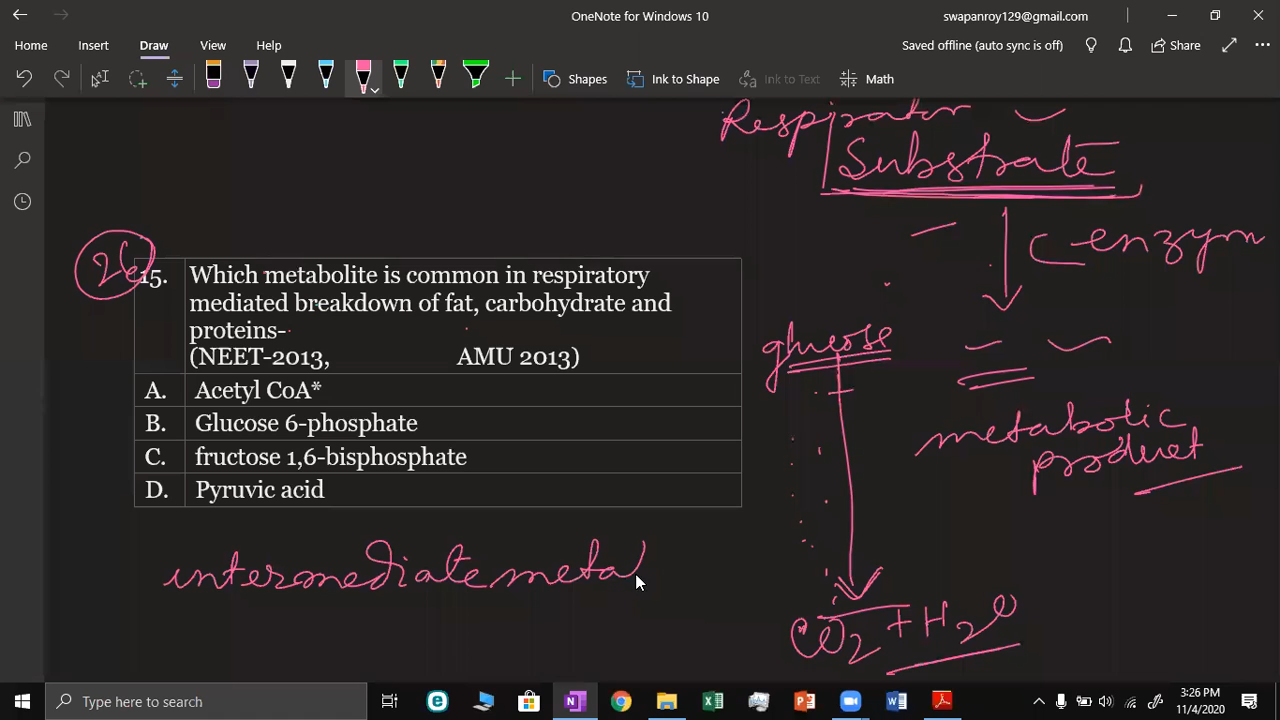 OneNote for Windows 10
swapanroy129@gmail.com
Home Insert Draw View Help
Saved offline (auto sync is off)
Share
Shapes
Ink to Shape
Ink to Text
Math
Substrate
C enzym
26
15. Which metabolite is common in respiratory
mediated breakdown of fat, carbohydrate and
proteins-
(NEET-2013, AMU 2013)
A. Acetyl CoA*
B. Glucose 6-phosphate
C. fructose 1,6-bisphosphate
D. Pyruvic acid
glucose
metabolic
product
intermediate meta
CO2 + H2O
Type here to search
3:26 PM
11/4/2020